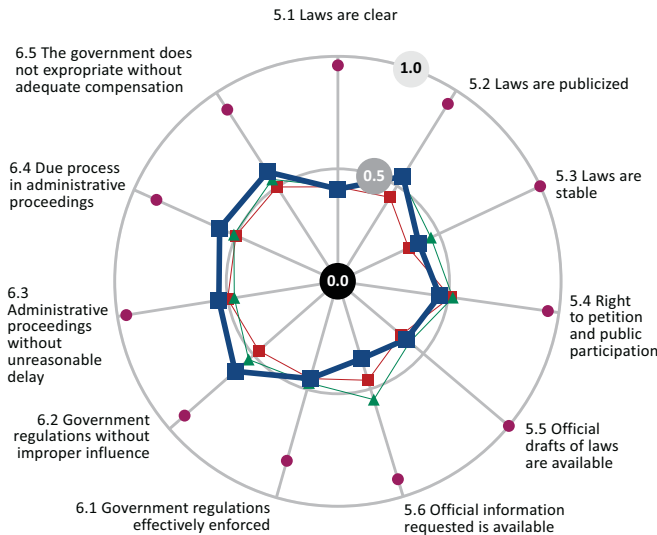 5.1 Laws are clear
1.0
5.2 Laws are publicized
5.3 Laws are
stable
5.4 Right
to petition
and public
participation
5.5 Official
drafts of laws
are available
5.6 Official information
requested is available
6.1 Government regulations
effectively enforced
6.2 Government
regulations without
improper influence
6.3
Administrative
proceedings
without
unreasonable
delay
6.4 Due process
in administrative
proceedings
6.5 The government does
not expropriate without
adequate compensation
0.5
0.0